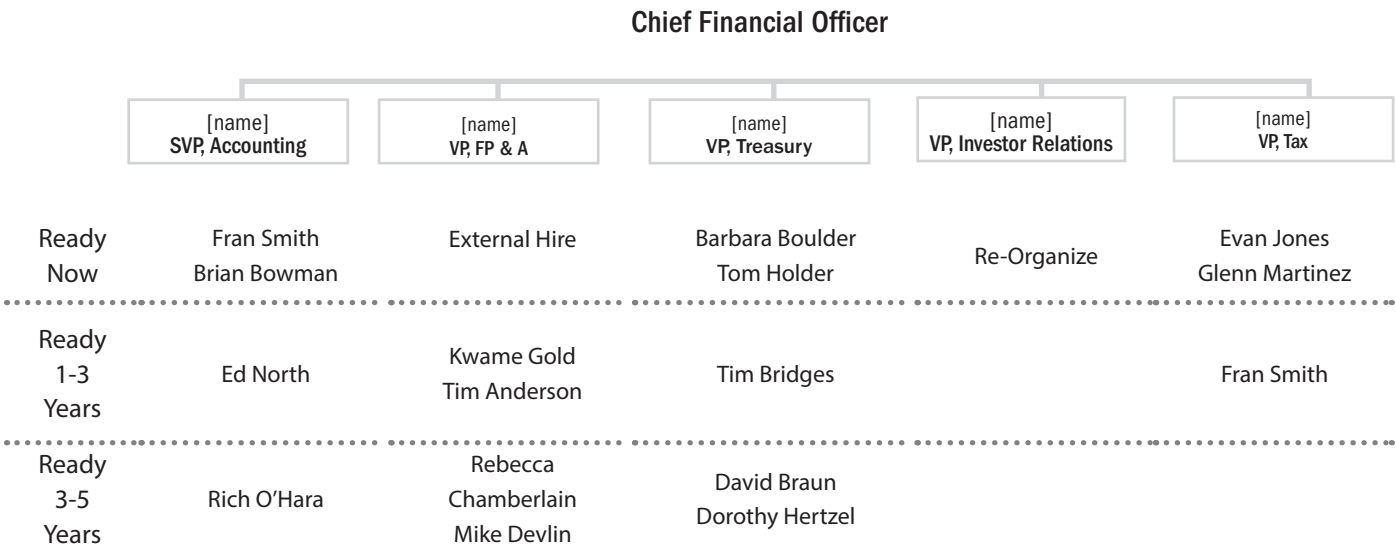 Chief Financial Officer
[name]
SVP, Accounting
[name]
VP, FP & A
[name]
VP, Treasury
[name]
VP, Investor Relations
[name]
VP, Tax
Ready
Now
Fran Smith
Brian Bowman
External Hire
Barbara Boulder
Tom Holder
Re-Organize
Evan Jones
Glenn Martinez
Ready
1-3
Years
Ed North
Kwame Gold
Tim Anderson
Tim Bridges
Fran Smith
Ready
3-5
Years
Rich O’Hara
Rebecca
Chamberlain
Mike Devlin
David Braun
Dorothy Hertzel